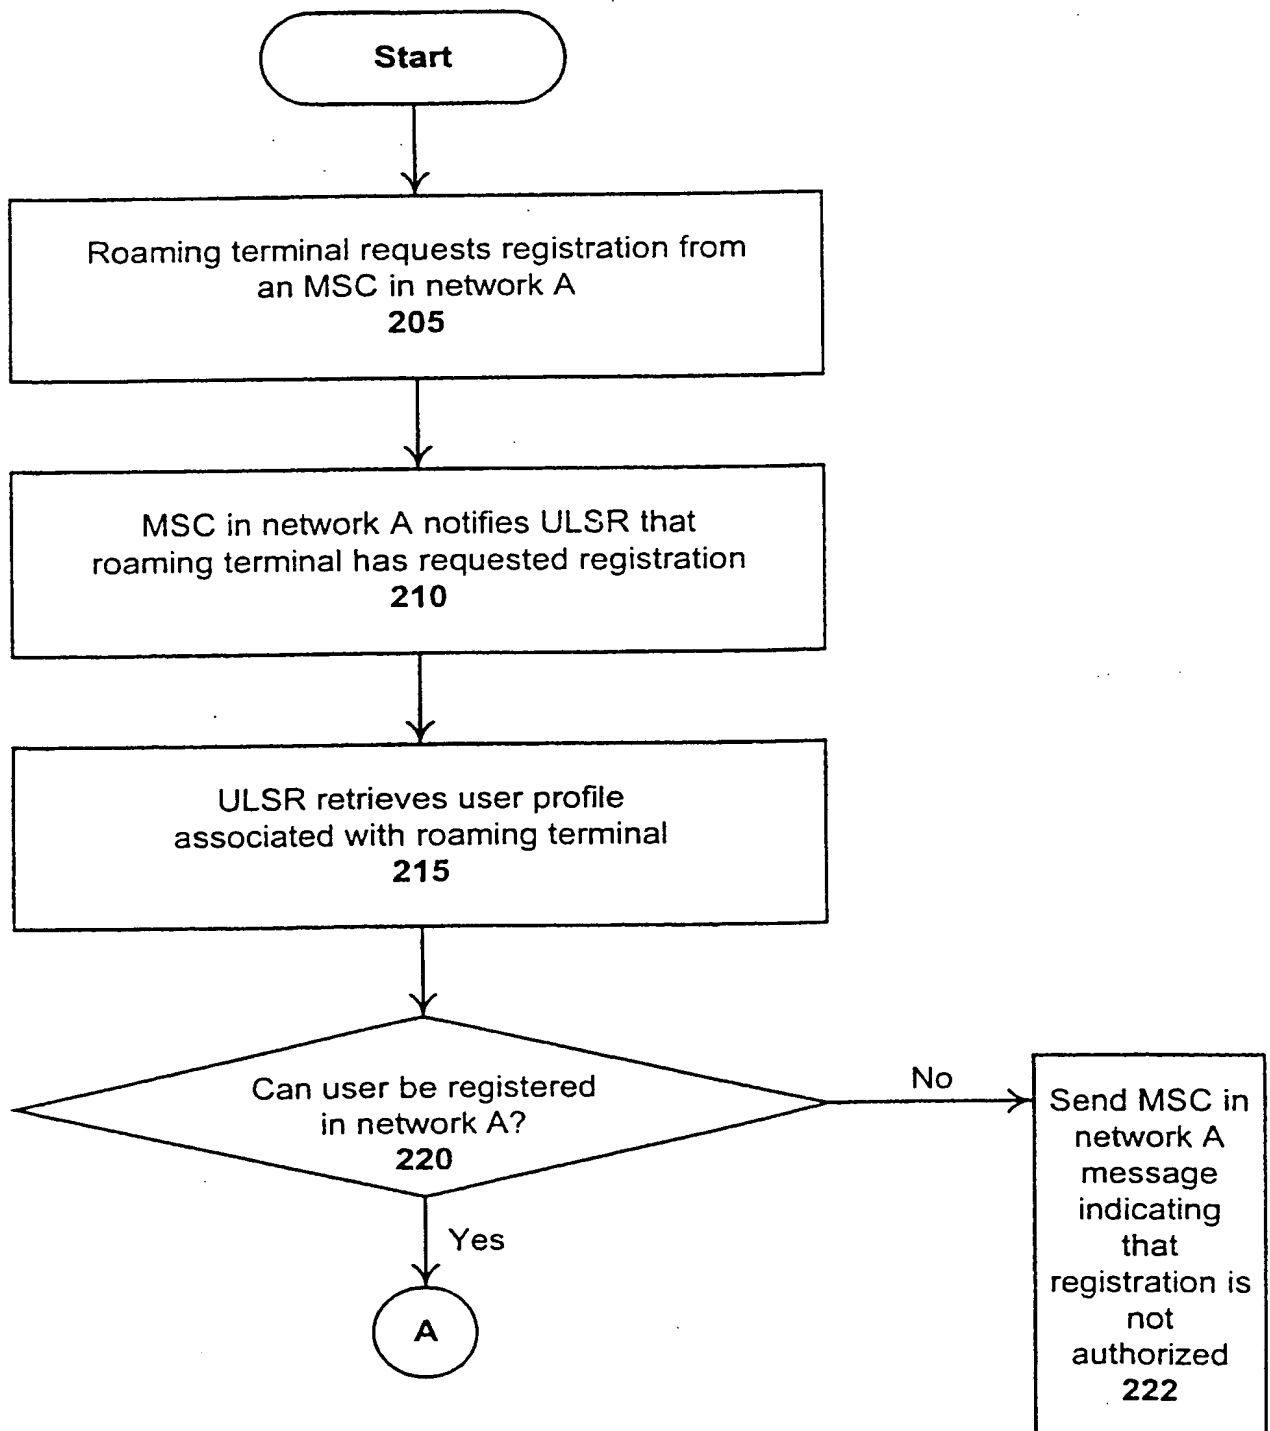 Start
Roaming terminal requests registration from
an MSC in network A
205
MSC in network A notifies ULSR that
roaming terminal has requested registration
210
ULSR retrieves user profile
associated with roaming terminal
215
Can user be registered
in network A?
220
No
Send MSC in
network A
message
indicating
that
registration is
not
authorized
222
Yes
A